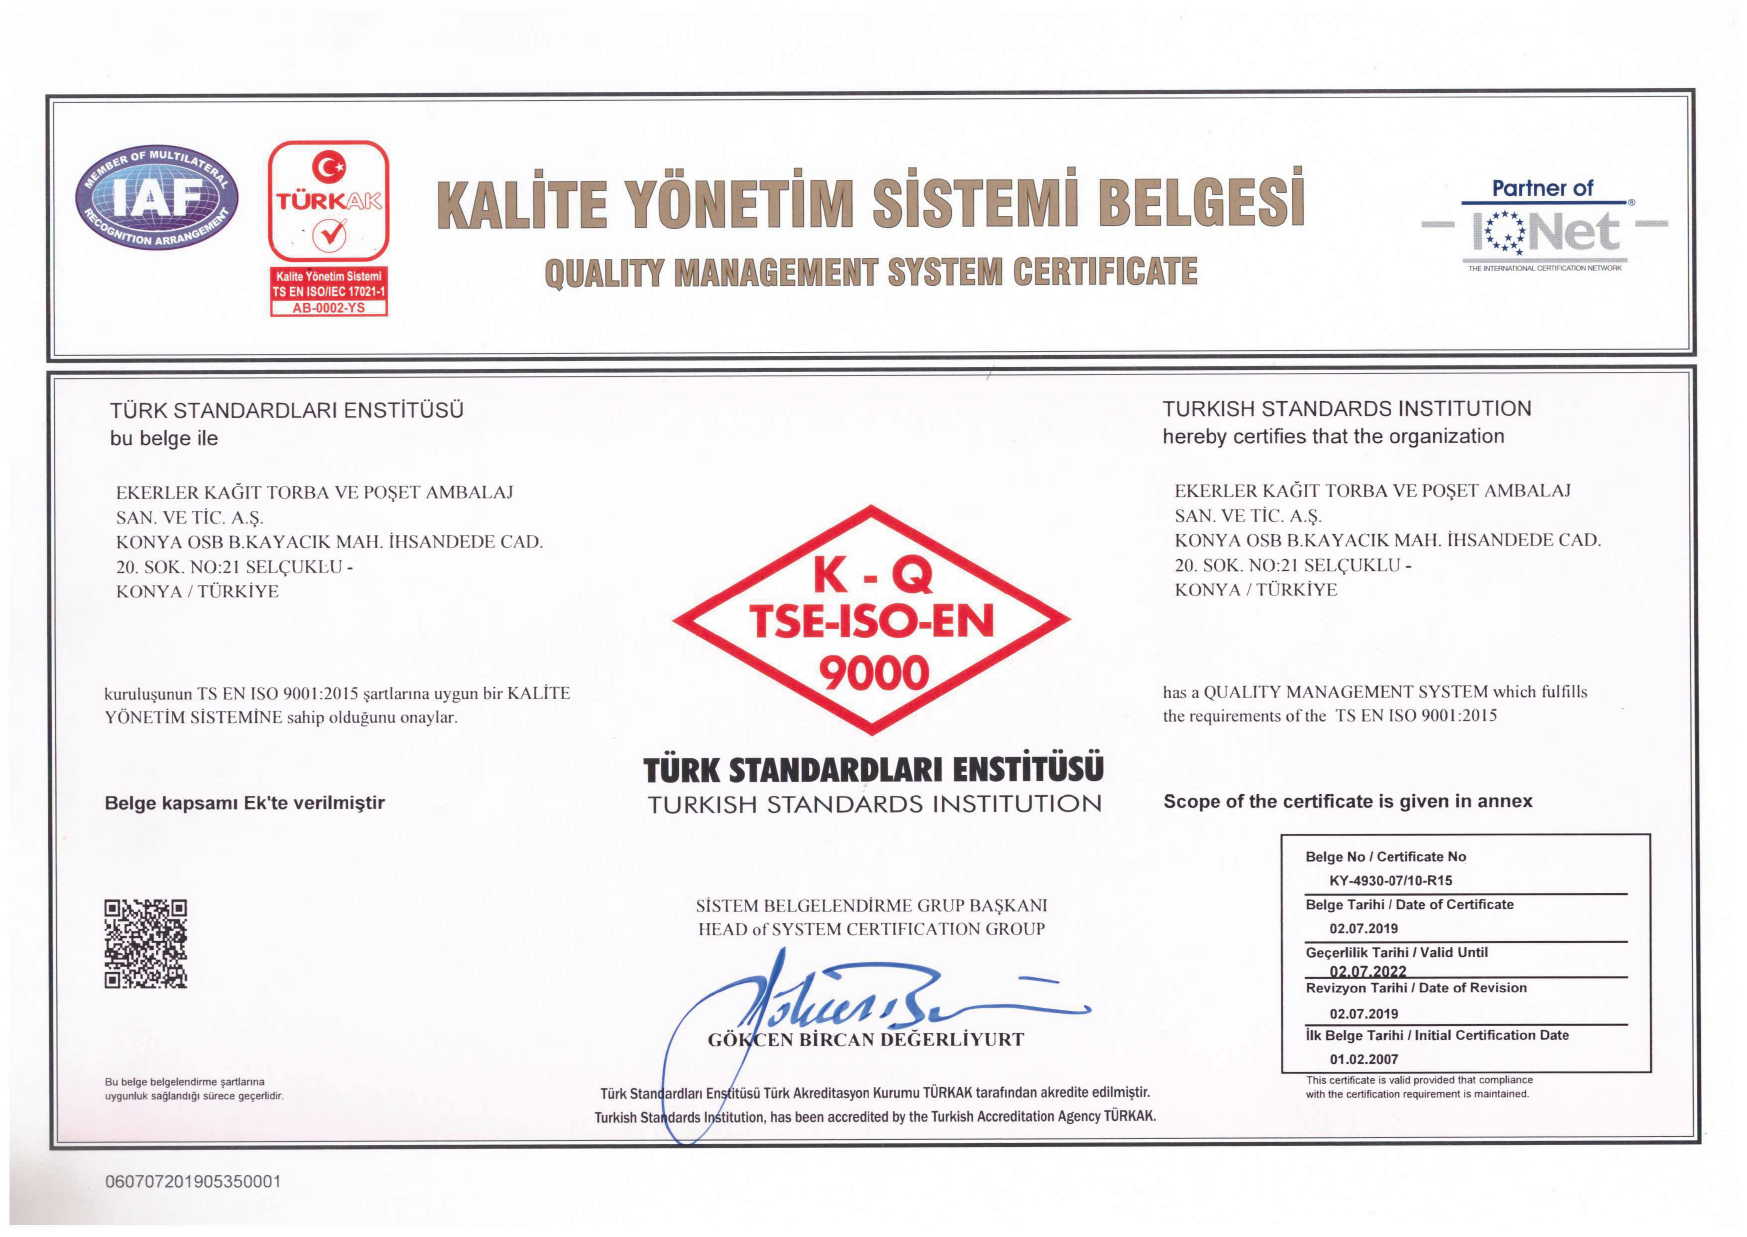 MEMBER OF MULTILATERAL
IAF
RECOGNITION ARRANGEMENT
TÜRKAK
Kalite Yönetim Sistemi
TS EN ISO/IEC 17021-1
AB-0002-YS
KALİTE YÖNETİM SİSTEMİ BELGESİ
QUALITY MANAGEMENT SYSTEM CERTIFICATE
Partner of
IQNet ®
THE INTERNATIONAL CERTIFICATION NETWORK
TÜRK STANDARDLARI ENSTİTÜSÜ
bu belge ile
EKERLER KAĞIT TORBA VE POŞET AMBALAJ
SAN. VE TİC. A.Ş.
KONYA OSB B.KAYACIK MAH. İHSANDEDE CAD.
20. SOK. NO:21 SELÇUKLU -
KONYA / TÜRKİYE
kuruluşunun TS EN ISO 9001:2015 şartlarına uygun bir KALİTE
YÖNETİM SİSTEMİNE sahip olduğunu onaylar.
Belge kapsamı Ek'te verilmiştir
Bu belge belgelendirme şartlarına
uygunluk sağlandığı sürece geçerlidir.
K - Q
TSE-ISO-EN
9000
TÜRK STANDARDLARI ENSTİTÜSÜ
TURKISH STANDARDS INSTITUTION
SİSTEM BELGELENDİRME GRUP BAŞKANI
HEAD of SYSTEM CERTIFICATION GROUP
GÖKCEN BİRCAN DEĞERLİYURT
Türk Standardları Enstitüsü Türk Akreditasyon Kurumu TÜRKAK tarafından akredite edilmiştir.
Turkish Standards Institution, has been accredited by the Turkish Accreditation Agency TÜRKAK.
TURKISH STANDARDS INSTITUTION
hereby certifies that the organization
EKERLER KAĞIT TORBA VE POŞET AMBALAJ
SAN. VE TİC. A.Ş.
KONYA OSB B.KAYACIK MAH. İHSANDEDE CAD.
20. SOK. NO:21 SELÇUKLU -
KONYA / TÜRKİYE
has a QUALITY MANAGEMENT SYSTEM which fulfills
the requirements of the TS EN ISO 9001:2015
Scope of the certificate is given in annex
Belge No / Certificate No
KY-4930-07/10-R15
Belge Tarihi / Date of Certificate
02.07.2019
Geçerlilik Tarihi / Valid Until
02.07.2022
Revizyon Tarihi / Date of Revision
02.07.2019
İlk Belge Tarihi / Initial Certification Date
01.02.2007
This certificate is valid provided that compliance
with the certification requirement is maintained.
060707201905350001